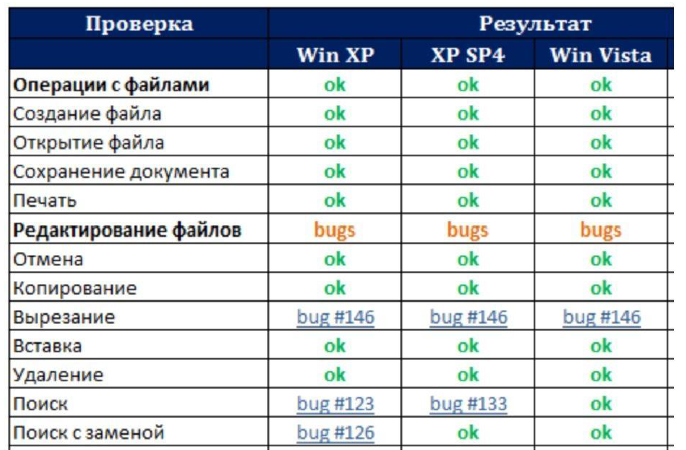 Проверка Результат
Win XP XP SP4 Win Vista
Операции с файлами ok ok ok
Создание файла ok ok ok
Открытие файла ok ok ok
Сохранение документа ok ok ok
Печать ok ok ok
Редактирование файлов bugs bugs bugs
Отмена ok ok ok
Копирование ok ok ok
Вырезание bug #146 bug #146 bug #146
Вставка ok ok ok
Удаление ok ok ok
Поиск bug #123 bug #133 ok
Поиск с заменой bug #126 ok ok